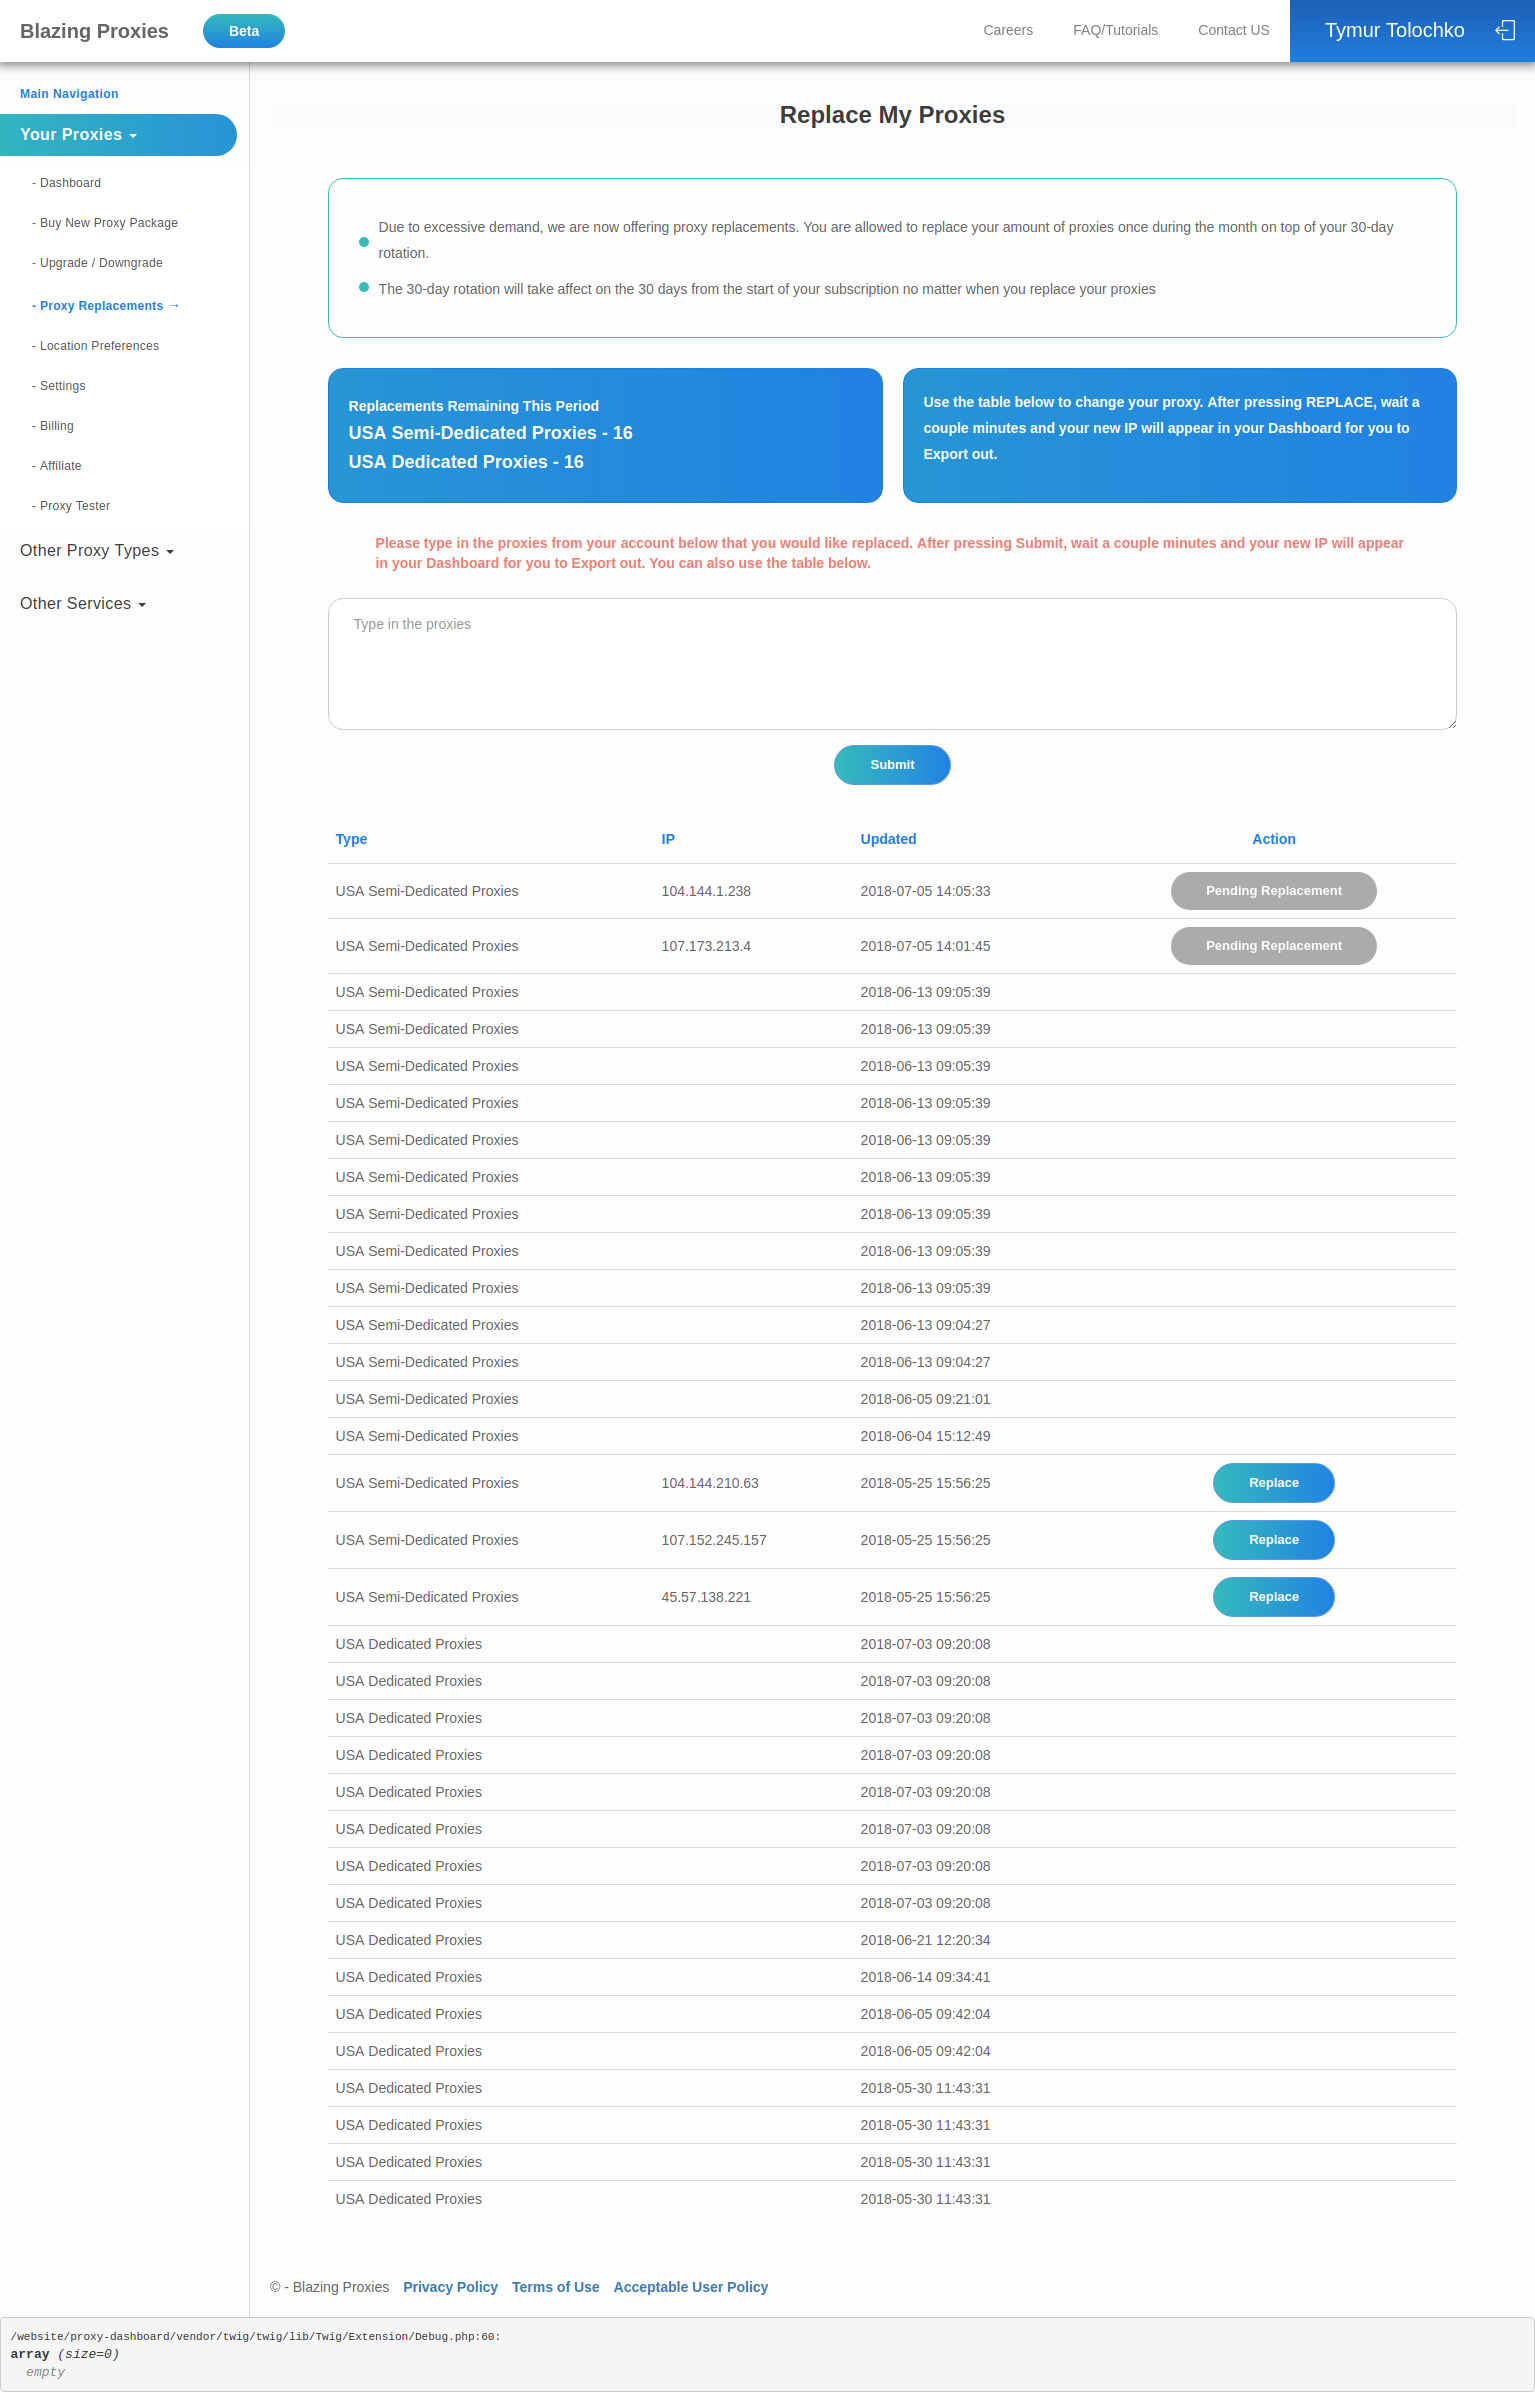 Blazing Proxies Beta Careers FAQ/Tutorials Contact US Tymur Tolochko
Main Navigation
Your Proxies
- Dashboard
- Buy New Proxy Package
- Upgrade / Downgrade
- Proxy Replacements →
- Location Preferences
- Settings
- Billing
- Affiliate
- Proxy Tester
Other Proxy Types
Other Services
Replace My Proxies
Due to excessive demand, we are now offering proxy replacements. You are allowed to replace your amount of proxies once during the month on top of your 30-day
rotation.
The 30-day rotation will take affect on the 30 days from the start of your subscription no matter when you replace your proxies
Replacements Remaining This Period
USA Semi-Dedicated Proxies - 16
USA Dedicated Proxies - 16
Use the table below to change your proxy. After pressing REPLACE, wait a
couple minutes and your new IP will appear in your Dashboard for you to
Export out.
Please type in the proxies from your account below that you would like replaced. After pressing Submit, wait a couple minutes and your new IP will appear
in your Dashboard for you to Export out. You can also use the table below.
Type in the proxies
Submit
Type IP Updated Action
USA Semi-Dedicated Proxies 104.144.1.238 2018-07-05 14:05:33 Pending Replacement
USA Semi-Dedicated Proxies 107.173.213.4 2018-07-05 14:01:45 Pending Replacement
USA Semi-Dedicated Proxies 2018-06-13 09:05:39
USA Semi-Dedicated Proxies 2018-06-13 09:05:39
USA Semi-Dedicated Proxies 2018-06-13 09:05:39
USA Semi-Dedicated Proxies 2018-06-13 09:05:39
USA Semi-Dedicated Proxies 2018-06-13 09:05:39
USA Semi-Dedicated Proxies 2018-06-13 09:05:39
USA Semi-Dedicated Proxies 2018-06-13 09:05:39
USA Semi-Dedicated Proxies 2018-06-13 09:05:39
USA Semi-Dedicated Proxies 2018-06-13 09:05:39
USA Semi-Dedicated Proxies 2018-06-13 09:04:27
USA Semi-Dedicated Proxies 2018-06-13 09:04:27
USA Semi-Dedicated Proxies 2018-06-05 09:21:01
USA Semi-Dedicated Proxies 2018-06-04 15:12:49
USA Semi-Dedicated Proxies 104.144.210.63 2018-05-25 15:56:25 Replace
USA Semi-Dedicated Proxies 107.152.245.157 2018-05-25 15:56:25 Replace
USA Semi-Dedicated Proxies 45.57.138.221 2018-05-25 15:56:25 Replace
USA Dedicated Proxies 2018-07-03 09:20:08
USA Dedicated Proxies 2018-07-03 09:20:08
USA Dedicated Proxies 2018-07-03 09:20:08
USA Dedicated Proxies 2018-07-03 09:20:08
USA Dedicated Proxies 2018-07-03 09:20:08
USA Dedicated Proxies 2018-07-03 09:20:08
USA Dedicated Proxies 2018-07-03 09:20:08
USA Dedicated Proxies 2018-07-03 09:20:08
USA Dedicated Proxies 2018-06-21 12:20:34
USA Dedicated Proxies 2018-06-14 09:34:41
USA Dedicated Proxies 2018-06-05 09:42:04
USA Dedicated Proxies 2018-06-05 09:42:04
USA Dedicated Proxies 2018-05-30 11:43:31
USA Dedicated Proxies 2018-05-30 11:43:31
USA Dedicated Proxies 2018-05-30 11:43:31
USA Dedicated Proxies 2018-05-30 11:43:31
© - Blazing Proxies Privacy Policy Terms of Use Acceptable User Policy
/website/proxy-dashboard/vendor/twig/twig/lib/Twig/Extension/Debug.php:60:
array (size=0)
empty